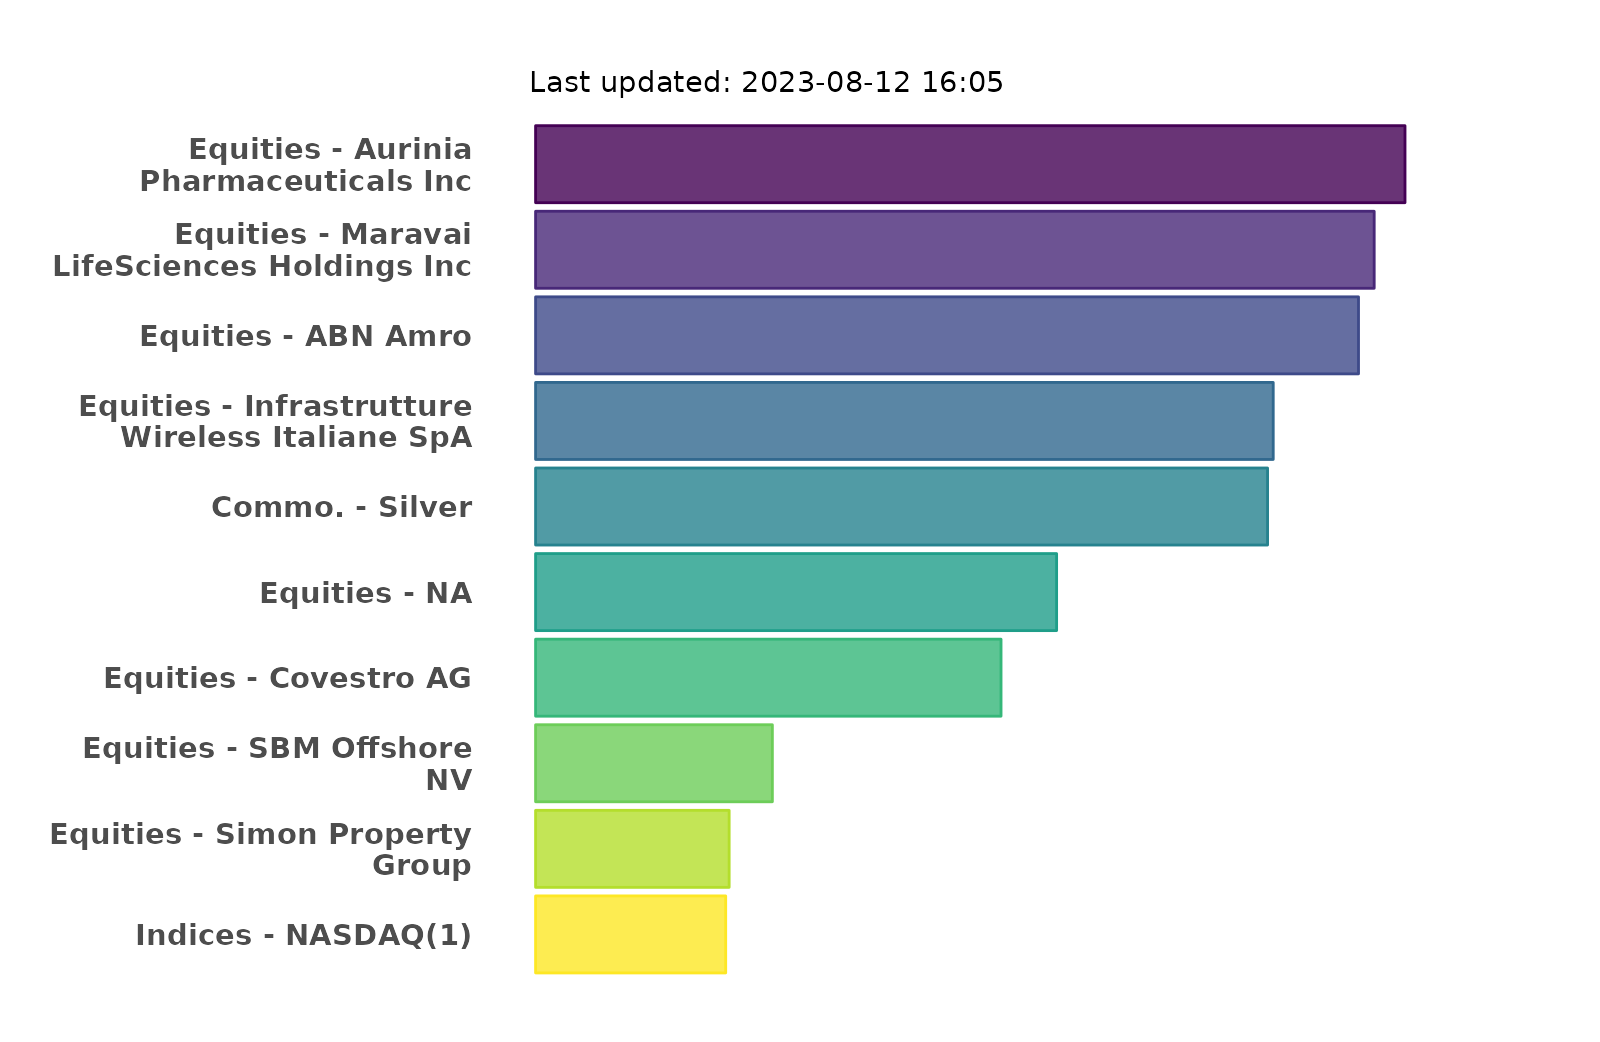 Last updated: 2023-08-12 16:05
Equities - Aurinia
Pharmaceuticals Inc
Equities - Maravai
LifeSciences Holdings Inc
Equities - ABN Amro
Equities - Infrastrutture
Wireless Italiane SpA
Commo. - Silver
Equities - NA
Equities - Covestro AG
Equities - SBM Offshore
NV
Equities - Simon Property
Group
Indices - NASDAQ(1)